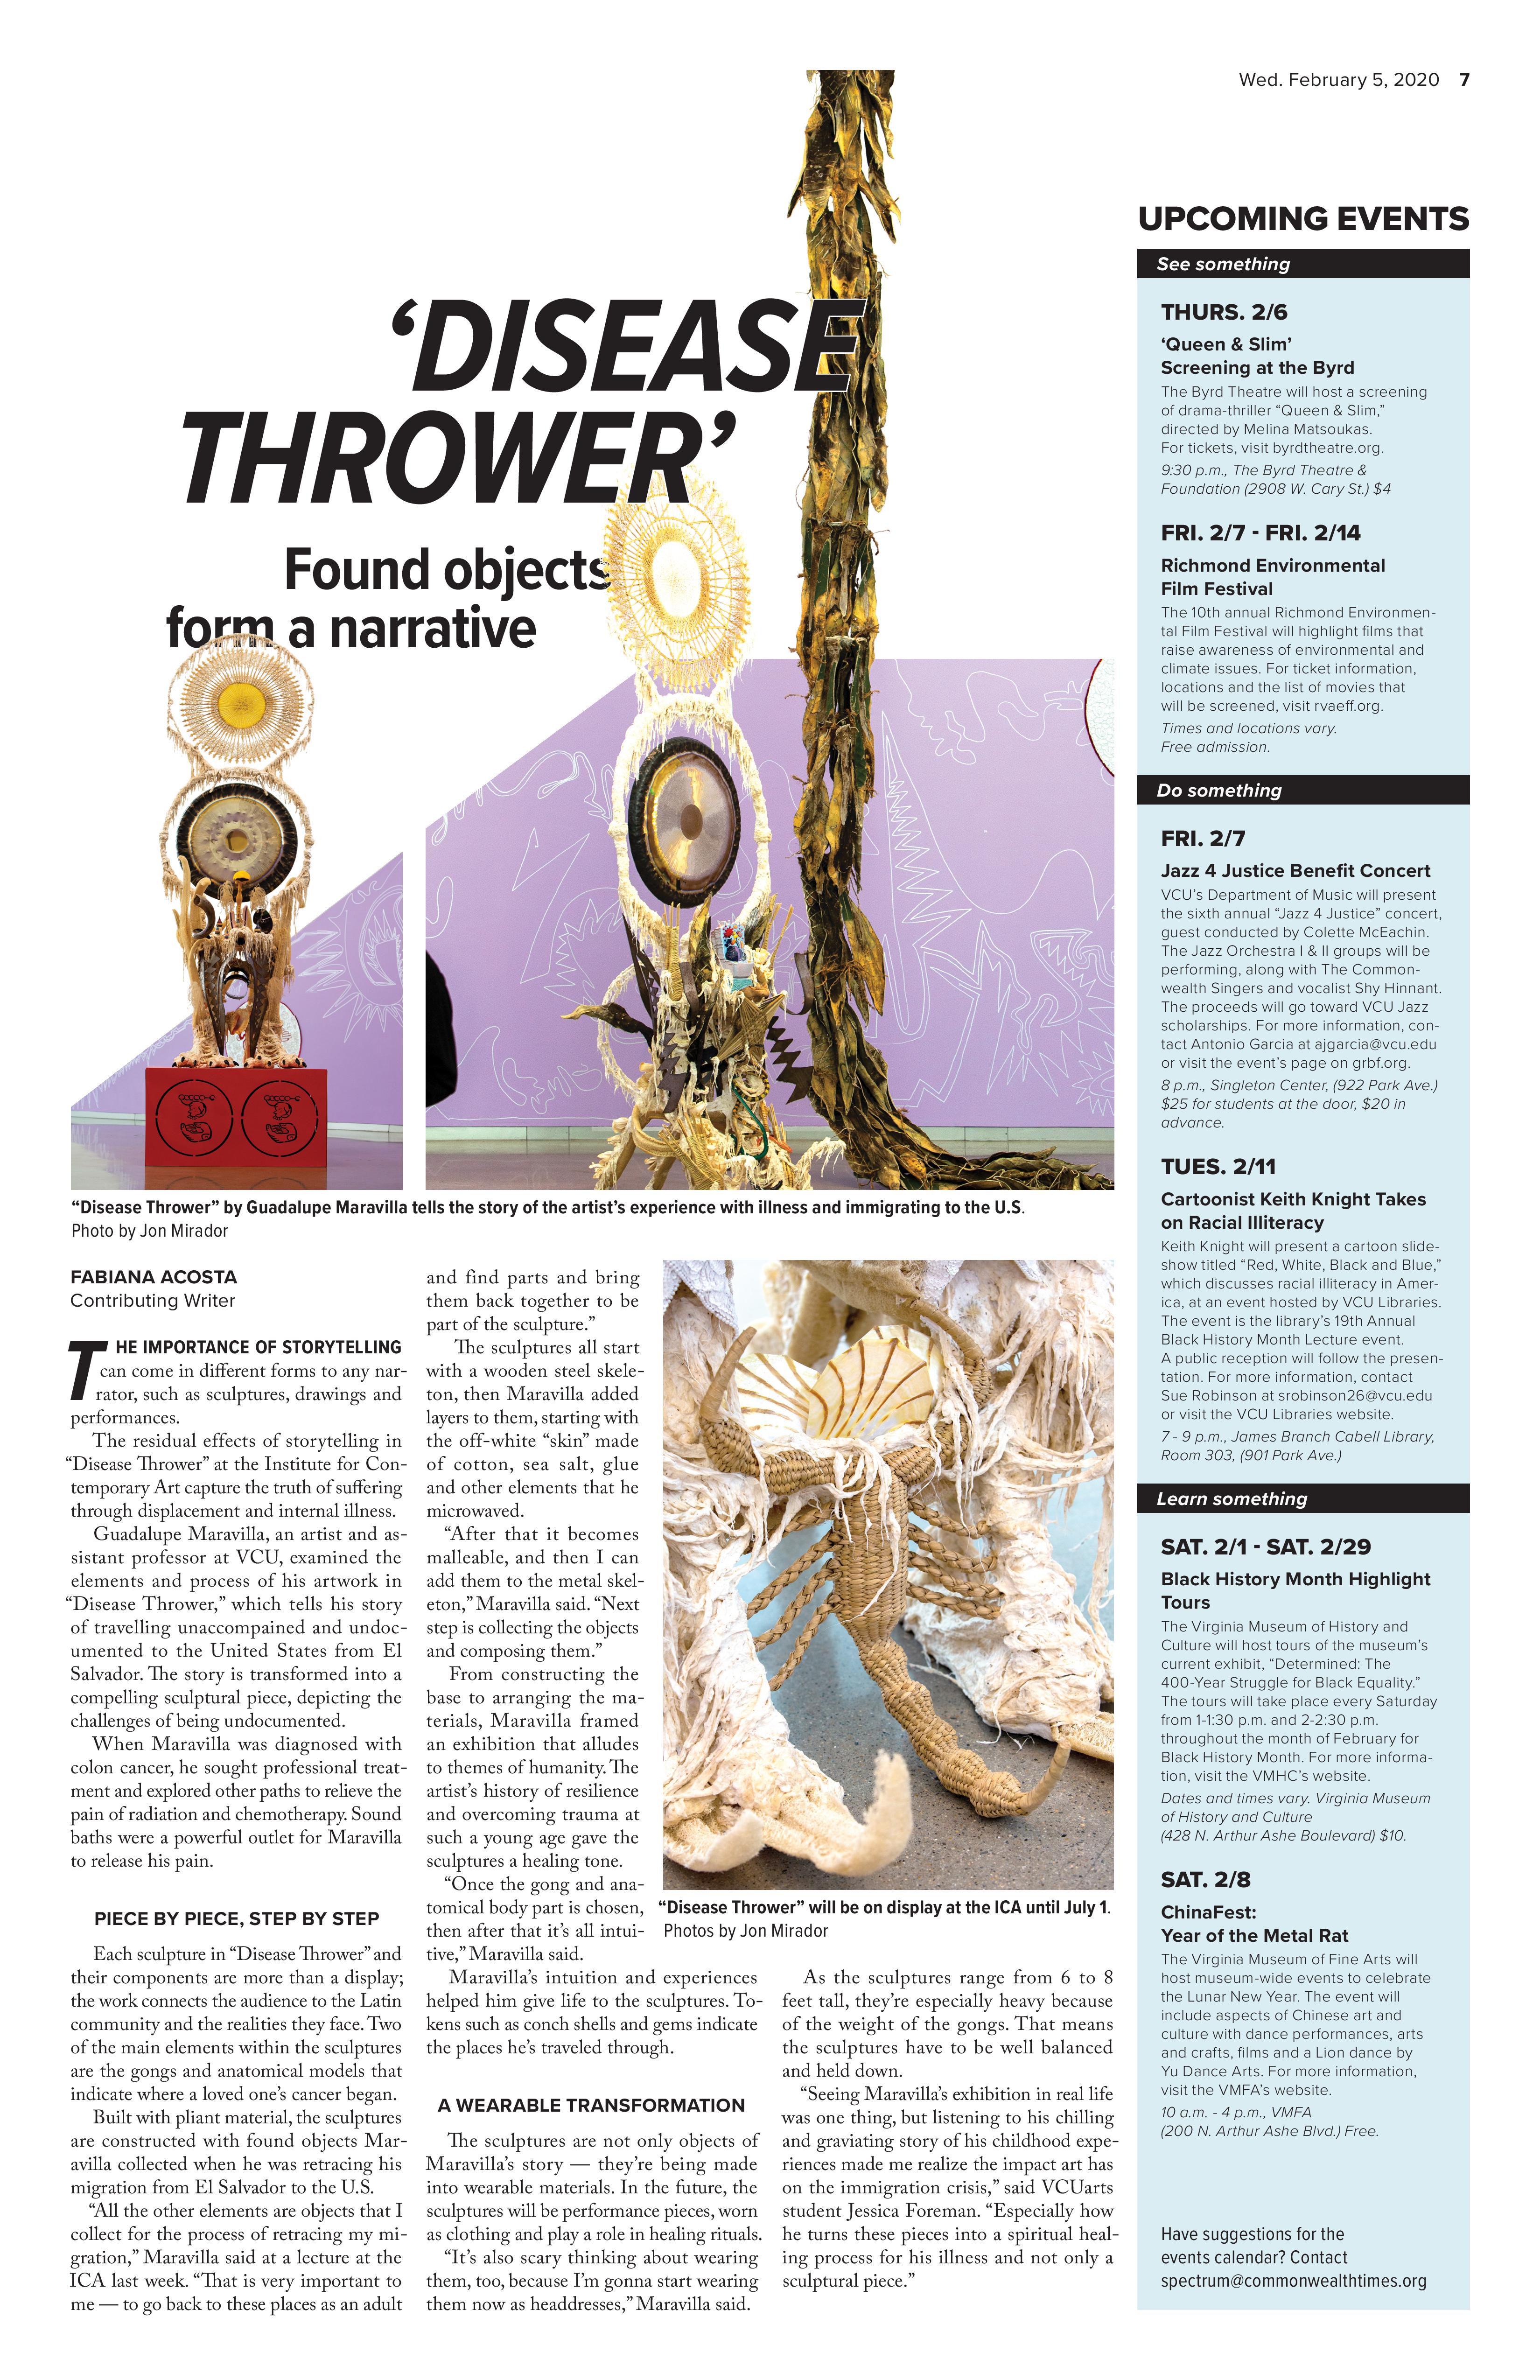 Wed. February 5, 2020 7
‘DISEASE
THROWER’
Found objects
form a narrative
“Disease Thrower” by Guadalupe Maravilla tells the story of the artist’s experience with illness and immigrating to the U.S.
Photo by Jon Mirador
FABIANA ACOSTA
Contributing Writer
THE IMPORTANCE OF STORYTELLING
can come in different forms to any nar-
rator, such as sculptures, drawings and
performances.
The residual effects of storytelling in
“Disease Thrower” at the Institute for Con-
temporary Art capture the truth of suffering
through displacement and internal illness.
Guadalupe Maravilla, an artist and as-
sistant professor at VCU, examined the
elements and process of his artwork in
“Disease Thrower,” which tells his story
of travelling unaccompained and undoc-
umented to the United States from El
Salvador. The story is transformed into a
compelling sculptural piece, depicting the
challenges of being undocumented.
When Maravilla was diagnosed with
colon cancer, he sought professional treat-
ment and explored other paths to relieve the
pain of radiation and chemotherapy. Sound
baths were a powerful outlet for Maravilla
to release his pain.
PIECE BY PIECE, STEP BY STEP
Each sculpture in “Disease Thrower” and
their components are more than a display;
the work connects the audience to the Latin
community and the realities they face. Two
of the main elements within the sculptures
are the gongs and anatomical models that
indicate where a loved one’s cancer began.
Built with pliant material, the sculptures
are constructed with found objects Mar-
avilla collected when he was retracing his
migration from El Salvador to the U.S.
“All the other elements are objects that I
collect for the process of retracing my mi-
gration,” Maravilla said at a lecture at the
ICA last week. “That is very important to
me — to go back to these places as an adult
and find parts and bring
them back together to be
part of the sculpture.”
The sculptures all start
with a wooden steel skele-
ton, then Maravilla added
layers to them, starting with
the off-white “skin” made
of cotton, sea salt, glue
and other elements that he
microwaved.
“After that it becomes
malleable, and then I can
add them to the metal skel-
eton,” Maravilla said. “Next
step is collecting the objects
and composing them.”
From constructing the
base to arranging the ma-
terials, Maravilla framed
an exhibition that alludes
to themes of humanity. The
artist’s history of resilience
and overcoming trauma at
such a young age gave the
sculptures a healing tone.
“Once the gong and ana-
tomical body part is chosen,
then after that it’s all intui-
tive,” Maravilla said.
Maravilla’s intuition and experiences
helped him give life to the sculptures. To-
kens such as conch shells and gems indicate
the places he’s traveled through.
A WEARABLE TRANSFORMATION
The sculptures are not only objects of
Maravilla’s story — they’re being made
into wearable materials. In the future, the
sculptures will be performance pieces, worn
as clothing and play a role in healing rituals.
“It’s also scary thinking about wearing
them, too, because I’m gonna start wearing
them now as headdresses,” Maravilla said.
“Disease Thrower” will be on display at the ICA until July 1.
Photos by Jon Mirador
As the sculptures range from 6 to 8
feet tall, they’re especially heavy because
of the weight of the gongs. That means
the sculptures have to be well balanced
and held down.
“Seeing Maravilla’s exhibition in real life
was one thing, but listening to his chilling
and graviating story of his childhood expe-
riences made me realize the impact art has
on the immigration crisis,” said VCUarts
student Jessica Foreman. “Especially how
he turns these pieces into a spiritual heal-
ing process for his illness and not only a
sculptural piece.”
UPCOMING EVENTS
See something
THURS. 2/6
‘Queen & Slim’
Screening at the Byrd
The Byrd Theatre will host a screening
of drama-thriller “Queen & Slim,”
directed by Melina Matsoukas.
For tickets, visit byrdtheatre.org.
9:30 p.m., The Byrd Theatre &
Foundation (2908 W. Cary St.) $4
FRI. 2/7 - FRI. 2/14
Richmond Environmental
Film Festival
The 10th annual Richmond Environmen-
tal Film Festival will highlight films that
raise awareness of environmental and
climate issues. For ticket information,
locations and the list of movies that
will be screened, visit rvaeff.org.
Times and locations vary.
Free admission.
Do something
FRI. 2/7
Jazz 4 Justice Benefit Concert
VCU’s Department of Music will present
the sixth annual “Jazz 4 Justice” concert,
guest conducted by Colette McEachin.
The Jazz Orchestra I & II groups will be
performing, along with The Common-
wealth Singers and vocalist Shy Hinnant.
The proceeds will go toward VCU Jazz
scholarships. For more information, con-
tact Antonio Garcia at ajgarcia@vcu.edu
or visit the event’s page on grbf.org.
8 p.m., Singleton Center, (922 Park Ave.)
$25 for students at the door, $20 in
advance.
TUES. 2/11
Cartoonist Keith Knight Takes
on Racial Illiteracy
Keith Knight will present a cartoon slide-
show titled “Red, White, Black and Blue,”
which discusses racial illiteracy in Amer-
ica, at an event hosted by VCU Libraries.
The event is the library’s 19th Annual
Black History Month Lecture event.
A public reception will follow the presen-
tation. For more information, contact
Sue Robinson at srobinson26@vcu.edu
or visit the VCU Libraries website.
7 - 9 p.m., James Branch Cabell Library,
Room 303, (901 Park Ave.)
Learn something
SAT. 2/1 - SAT. 2/29
Black History Month Highlight
Tours
The Virginia Museum of History and
Culture will host tours of the museum’s
current exhibit, “Determined: The
400-Year Struggle for Black Equality.”
The tours will take place every Saturday
from 1-1:30 p.m. and 2-2:30 p.m.
throughout the month of February for
Black History Month. For more informa-
tion, visit the VMHC’s website.
Dates and times vary. Virginia Museum
of History and Culture
(428 N. Arthur Ashe Boulevard) $10.
SAT. 2/8
ChinaFest:
Year of the Metal Rat
The Virginia Museum of Fine Arts will
host museum-wide events to celebrate
the Lunar New Year. The event will
include aspects of Chinese art and
culture with dance performances, arts
and crafts, films and a Lion dance by
Yu Dance Arts. For more information,
visit the VMFA’s website.
10 a.m. - 4 p.m., VMFA
(200 N. Arthur Ashe Blvd.) Free.
Have suggestions for the
events calendar? Contact
spectrum@commonwealthtimes.org